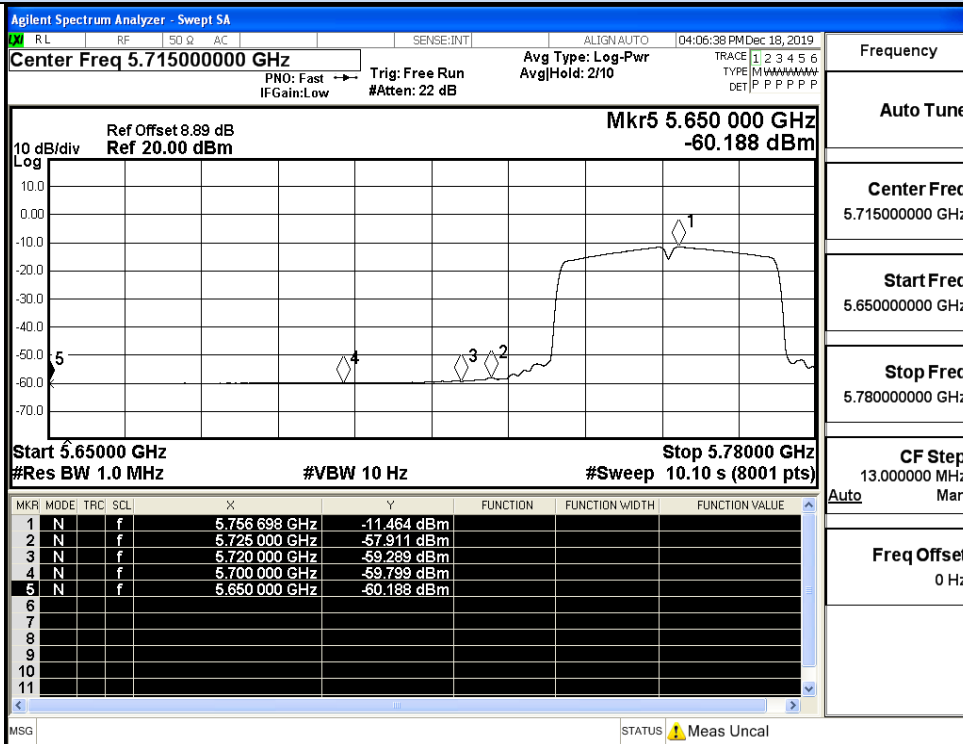 Agilent Spectrum Analyzer - Swept SA
LXI RL RF 50 Ω AC SENSE:INT ALIGN AUTO 04:06:38 PM Dec 18, 2019
Center Freq 5.715000000 GHz
PNO: Fast
IFGain:Low
Trig: Free Run
#Atten: 22 dB
Avg Type: Log-Pwr
Avg|Hold: 2/10
TRACE 1 2 3 4 5 6
TYPE M W W W W W
DET P P P P P P
Mkr5 5.650 000 GHz
-60.188 dBm
Ref Offset 8.89 dB
10 dB/div Ref 20.00 dBm
Log
10.0
0.00
-10.0
-20.0
-30.0
-40.0
-50.0
-60.0
-70.0
1
5
4
3
2
Start 5.65000 GHz Stop 5.78000 GHz
#Res BW 1.0 MHz #VBW 10 Hz #Sweep 10.10 s (8001 pts)
MKR MODE TRC SCL X Y FUNCTION FUNCTION WIDTH FUNCTION VALUE
1 N f 5.756 698 GHz -11.464 dBm
2 N f 5.725 000 GHz -57.911 dBm
3 N f 5.720 000 GHz -59.289 dBm
4 N f 5.700 000 GHz -59.799 dBm
5 N f 5.650 000 GHz -60.188 dBm
6
7
8
9
10
11
MSG STATUS Meas Uncal
Frequency
Auto Tune
Center Freq
5.715000000 GHz
Start Freq
5.650000000 GHz
Stop Freq
5.780000000 GHz
CF Step
13.000000 MHz
Auto Man
Freq Offset
0 Hz